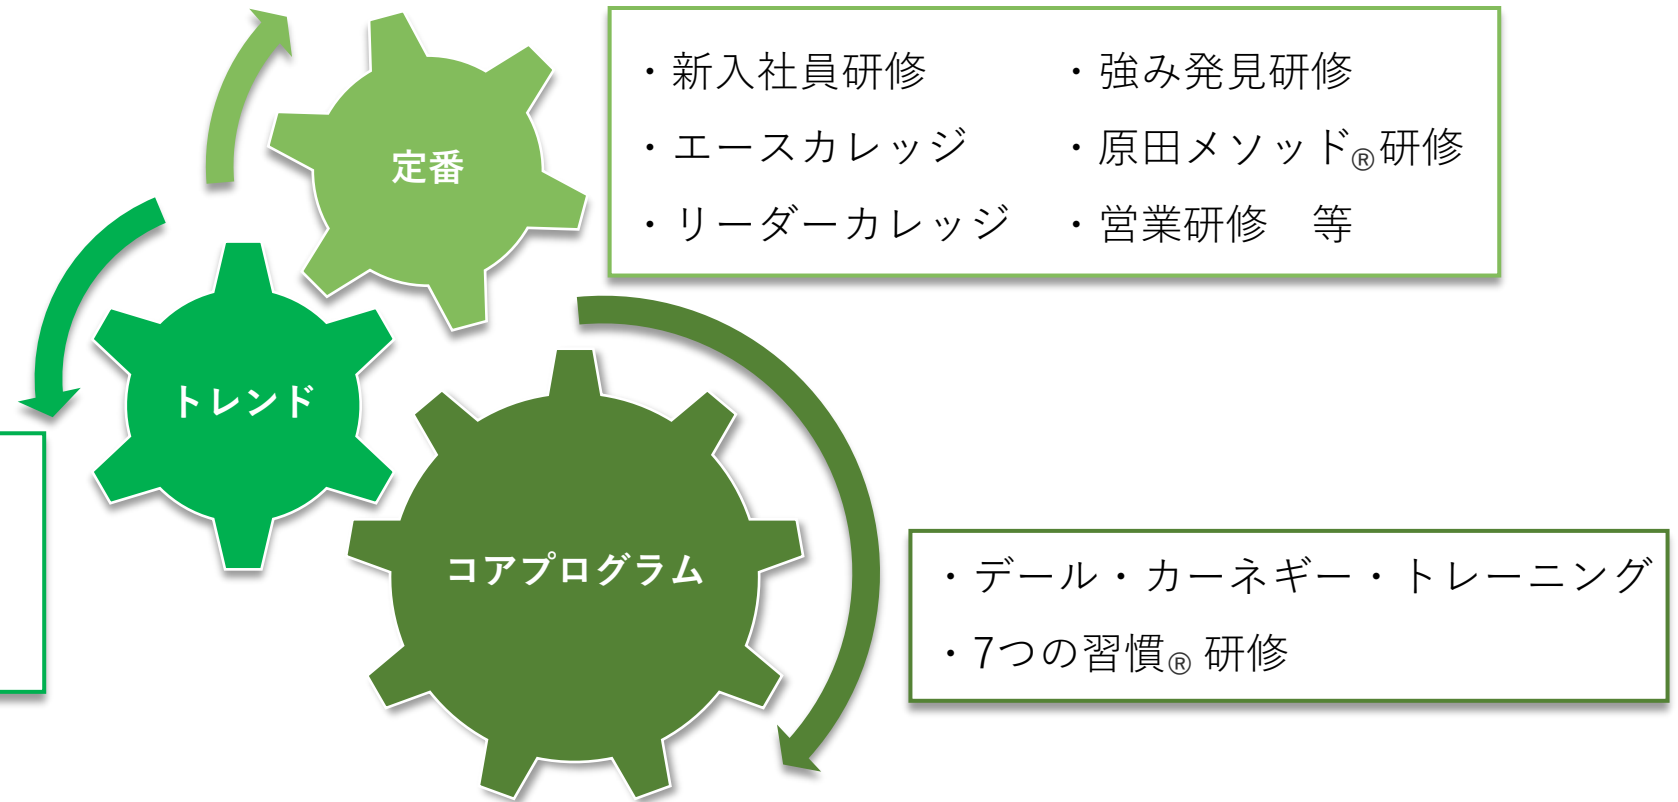 ・新入社員研修　・強み発見研修
・エースカレッジ　・原田メソッド®研修
・リーダーカレッジ　・営業研修　等
定番
トレンド
コアプログラム
・デール・カーネギー・トレーニング
・7つの習慣® 研修